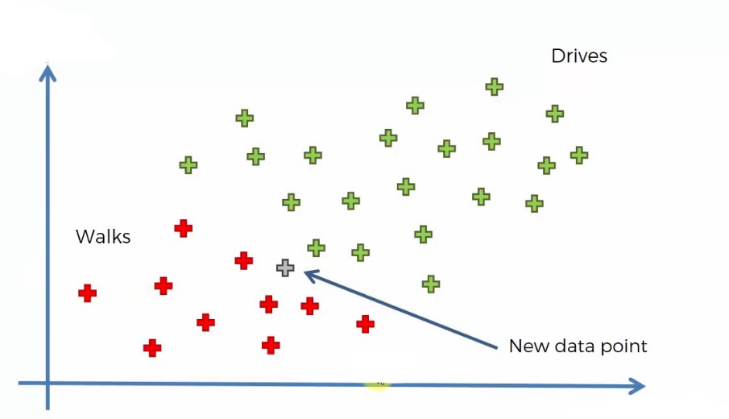 Drives
Walks
New data point